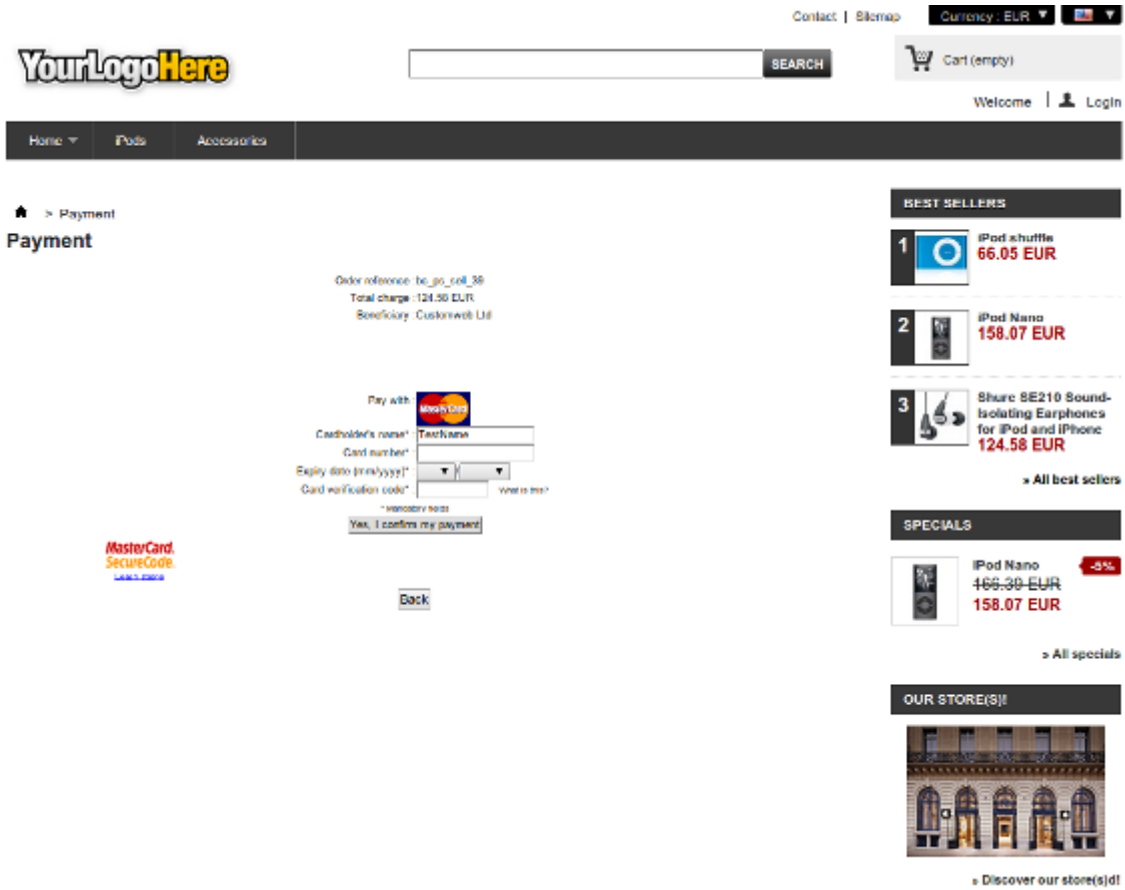 Contact | Sitemap Currency : EUR
YourLogoHere
SEARCH
Cart (empty)
Welcome | Login
Home iPods Accessories
> Payment
Payment
Order reference : bc_ps_sell_39
Total charge : 124.58 EUR
Beneficiary : Customweb Ltd
Pay with : MasterCard
Cardholder's name* : TestName
Card number* :
Expiry date (mm/yyyy)* : /
Card verification code* : What is this?
* Mandatory fields
Yes, I confirm my payment
MasterCard.
SecureCode.
Learn more
Back
BEST SELLERS
1 iPod shuffle
66.05 EUR
2 iPod Nano
158.07 EUR
3 Shure SE210 Sound-
Isolating Earphones
for iPod and iPhone
124.58 EUR
» All best sellers
SPECIALS
iPod Nano -5%
166.39 EUR
158.07 EUR
» All specials
OUR STORE(S)!
» Discover our store(s)d!